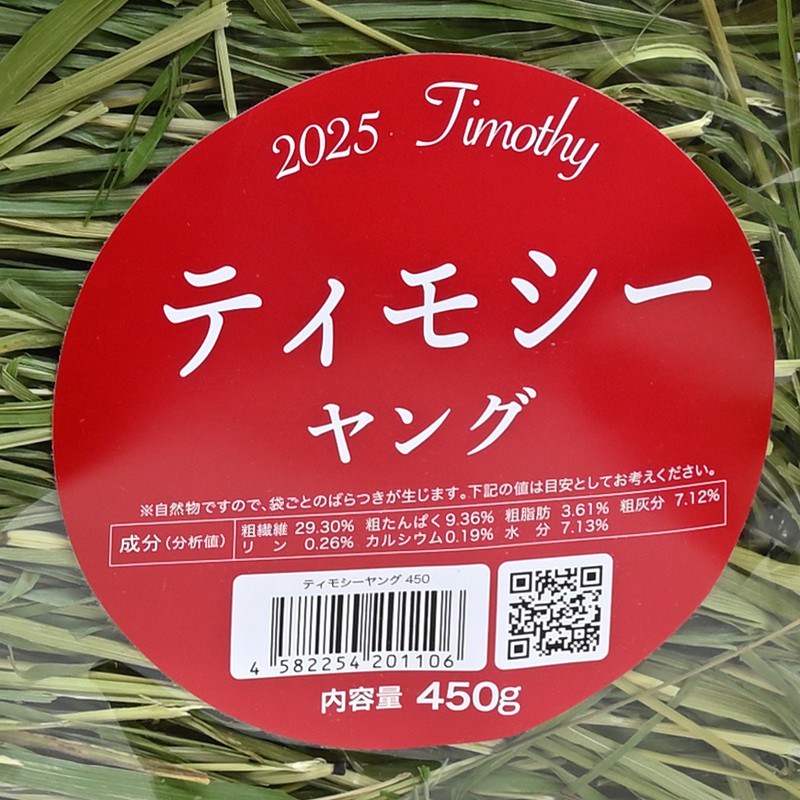 2025 Timothy
ティモシー
ヤング
※自然物ですので、袋ごとのばらつきが生じます。下記の値は目安としてお考えください。
成分(分析値) 粗繊維 29.30% 粗たんぱく 9.36% 粗脂肪 3.61% 粗灰分 7.12%
リン 0.26% カルシウム 0.19% 水分 7.13%
ティモシーヤング 450
4 582254 201106
内容量 450g